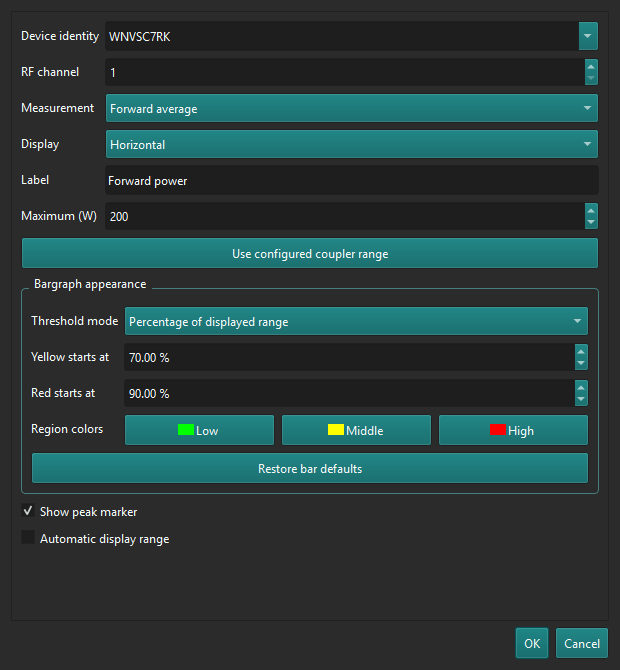 Device identity WNVSC7RK
RF channel 1
Measurement Forward average
Display Horizontal
Label Forward power
Maximum (W) 200
Use configured coupler range
Bargraph appearance
Threshold mode Percentage of displayed range
Yellow starts at 70.00 %
Red starts at 90.00 %
Region colors Low Middle High
Restore bar defaults
Show peak marker
Automatic display range
OK Cancel